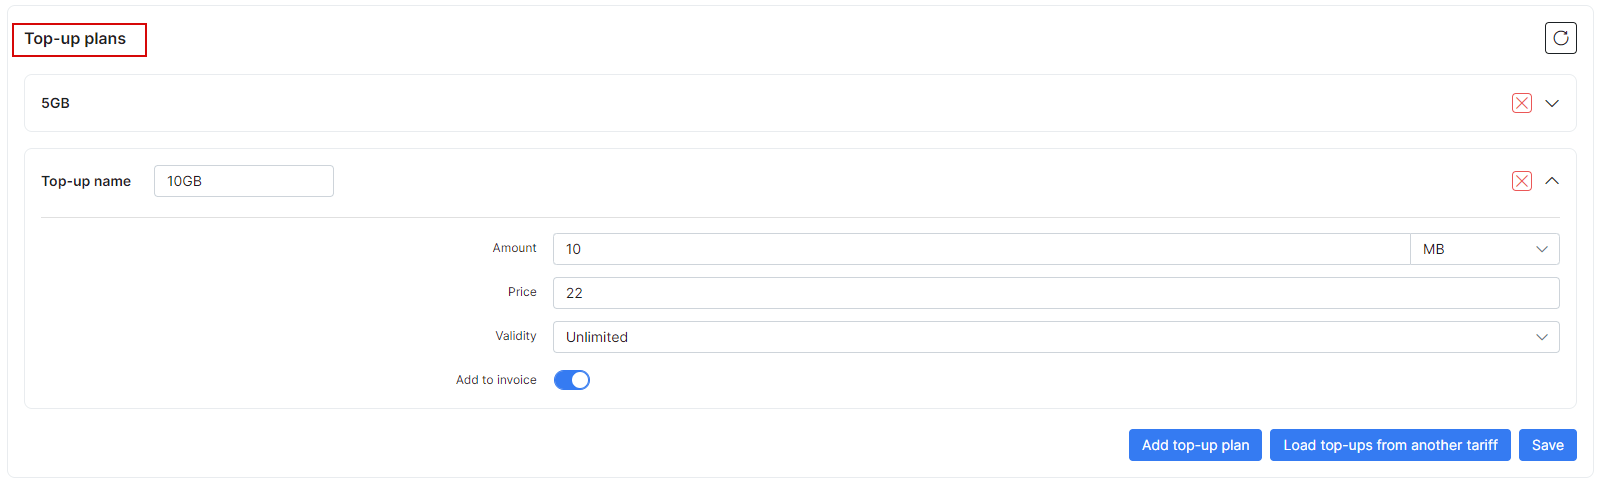 Top-up plans
5GB
Top-up name 10GB
Amount 10 MB
Price 22
Validity Unlimited
Add to invoice
Add top-up plan Load top-ups from another tariff Save